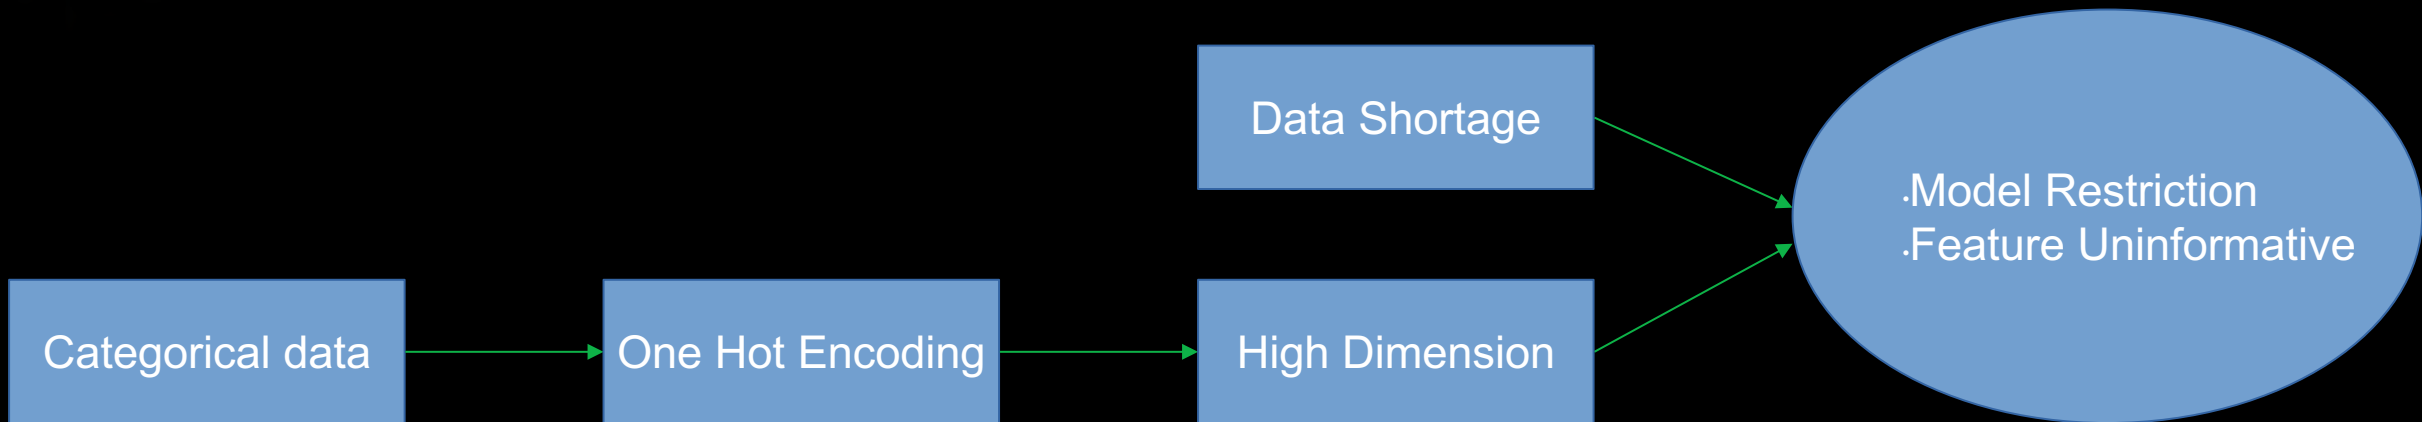 Data Shortage
·Model Restriction
·Feature Uninformative
Categorical data
One Hot Encoding
High Dimension